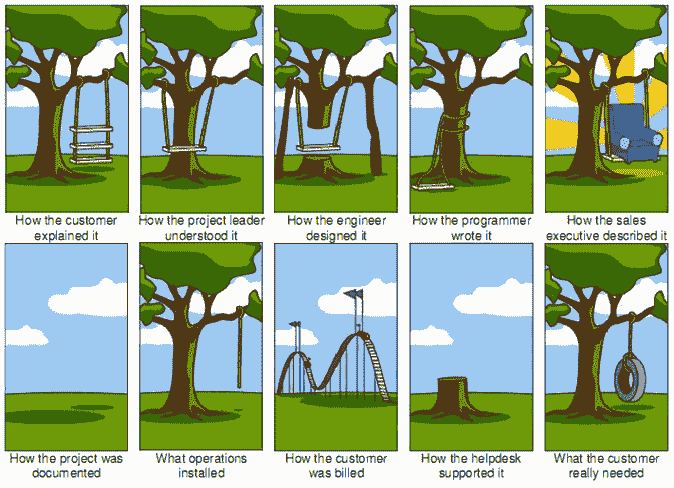 How the customer
explained it
How the project leader
understood it
How the engineer
designed it
How the programmer
wrote it
How the sales
executive described it
How the project was
documented
What operations
installed
How the customer
was billed
How the helpdesk
supported it
What the customer
really needed